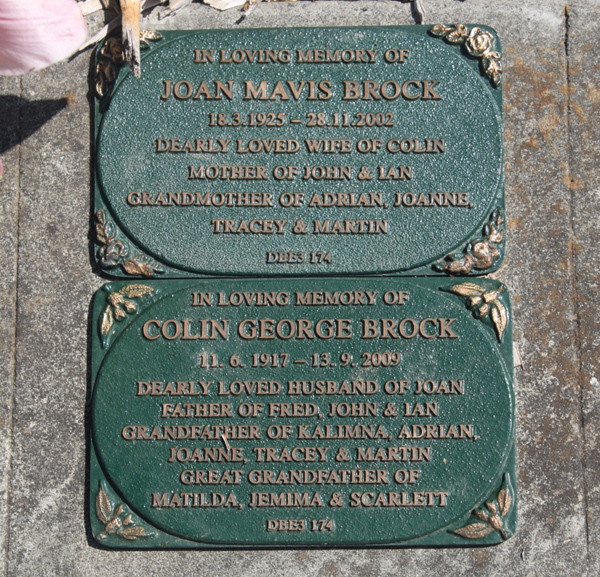 IN LOVING MEMORY OF
JOAN MAVIS BROCK
18.3.1925 – 28.11.2002
DEARLY LOVED WIFE OF COLIN
MOTHER OF JOHN & IAN
GRANDMOTHER OF ADRIAN, JOANNE,
TRACEY & MARTIN
DBE3 174
IN LOVING MEMORY OF
COLIN GEORGE BROCK
11. 6. 1917 – 13. 9. 2009
DEARLY LOVED HUSBAND OF JOAN
FATHER OF FRED, JOHN & IAN
GRANDFATHER OF KALIMNA, ADRIAN,
JOANNE, TRACEY & MARTIN
GREAT GRANDFATHER OF
MATILDA, JEMIMA & SCARLETT
DBE3 174